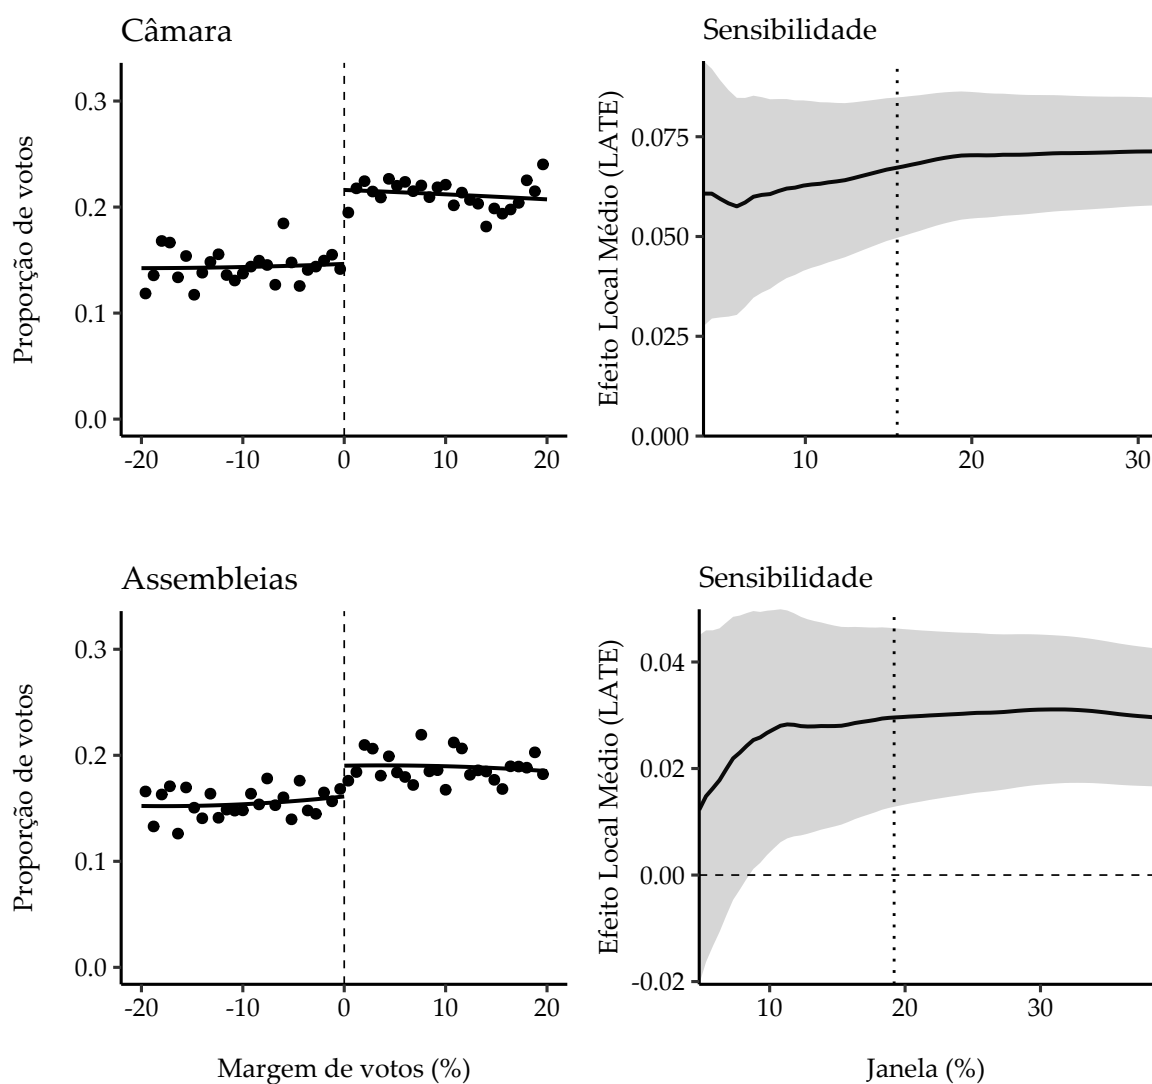 Câmara
Proporção de votos
0.3
0.2
0.1
0.0
-20 -10 0 10 20
Sensibilidade
Efeito Local Médio (LATE)
0.075
0.050
0.025
0.000
10 20 30
Assembleias
Proporção de votos
0.3
0.2
0.1
0.0
-20 -10 0 10 20
Margem de votos (%)
Sensibilidade
Efeito Local Médio (LATE)
0.04
0.02
0.00
-0.02
10 20 30
Janela (%)